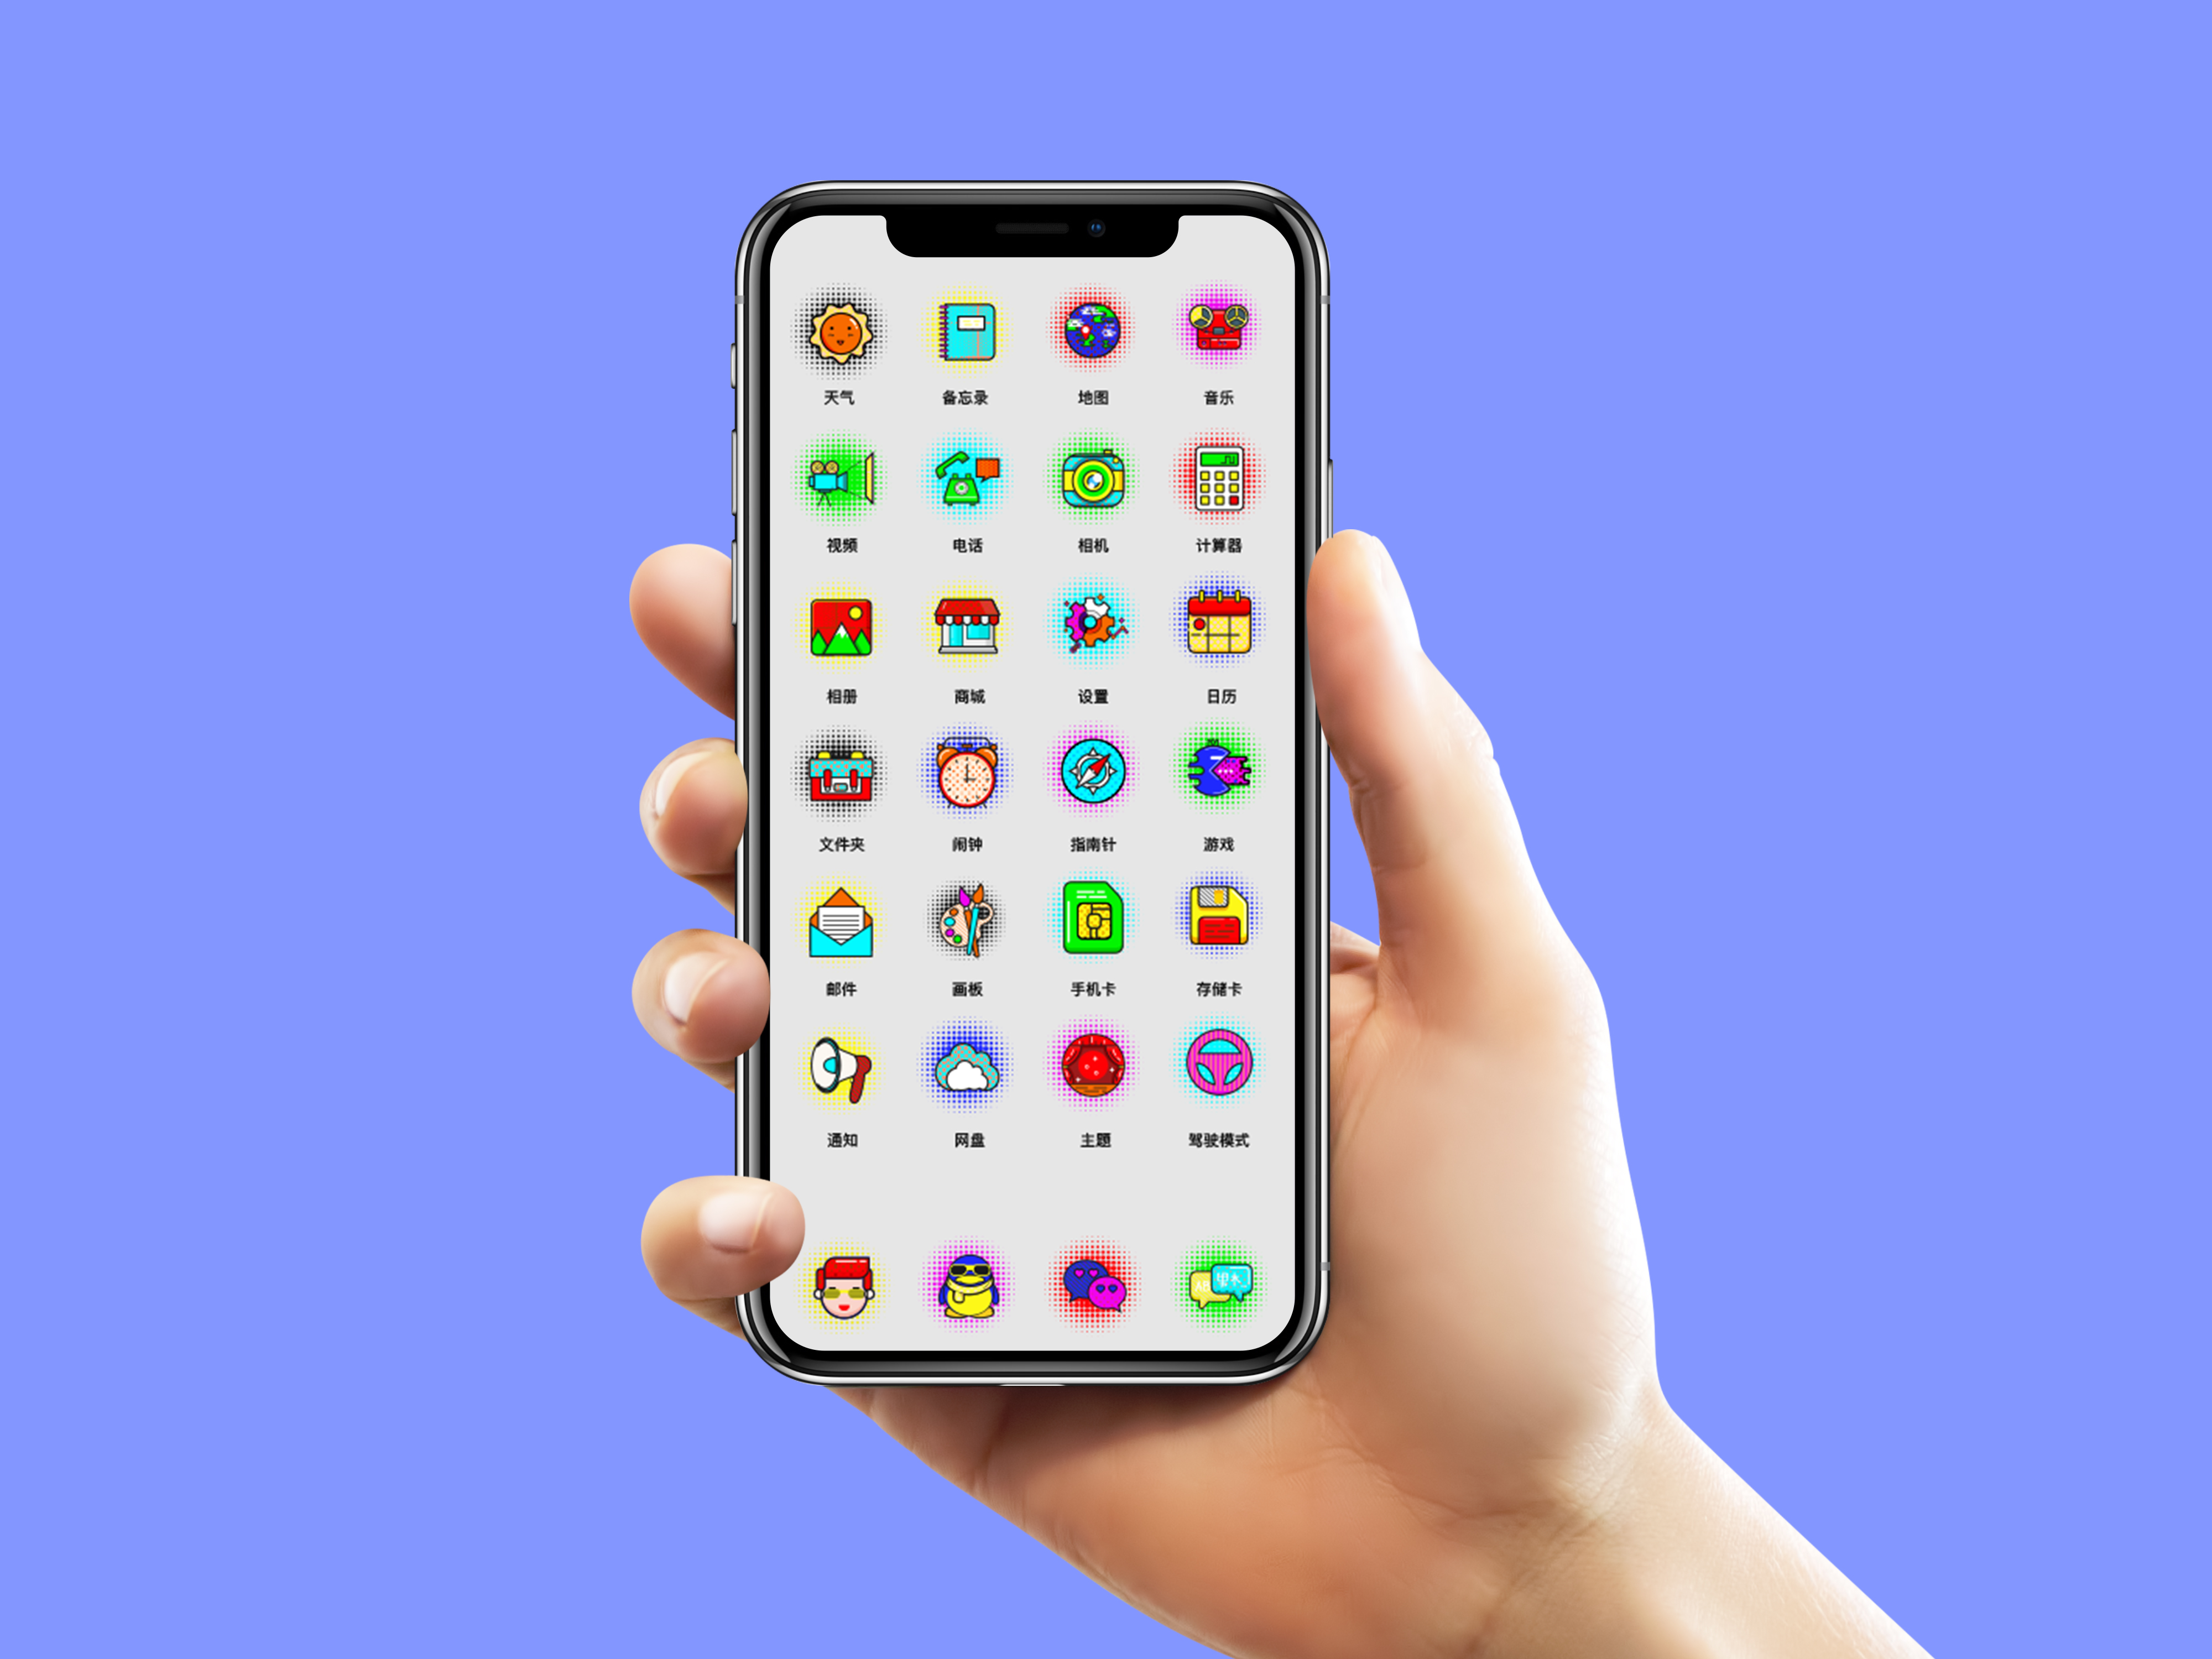 天气 备忘录 地图 音乐
视频 电话 相机 计算器
相册 商城 设置 日历
文件夹 闹钟 指南针 游戏
邮件 画板 手机卡 存储卡
通知 网盘 主题 驾驶模式